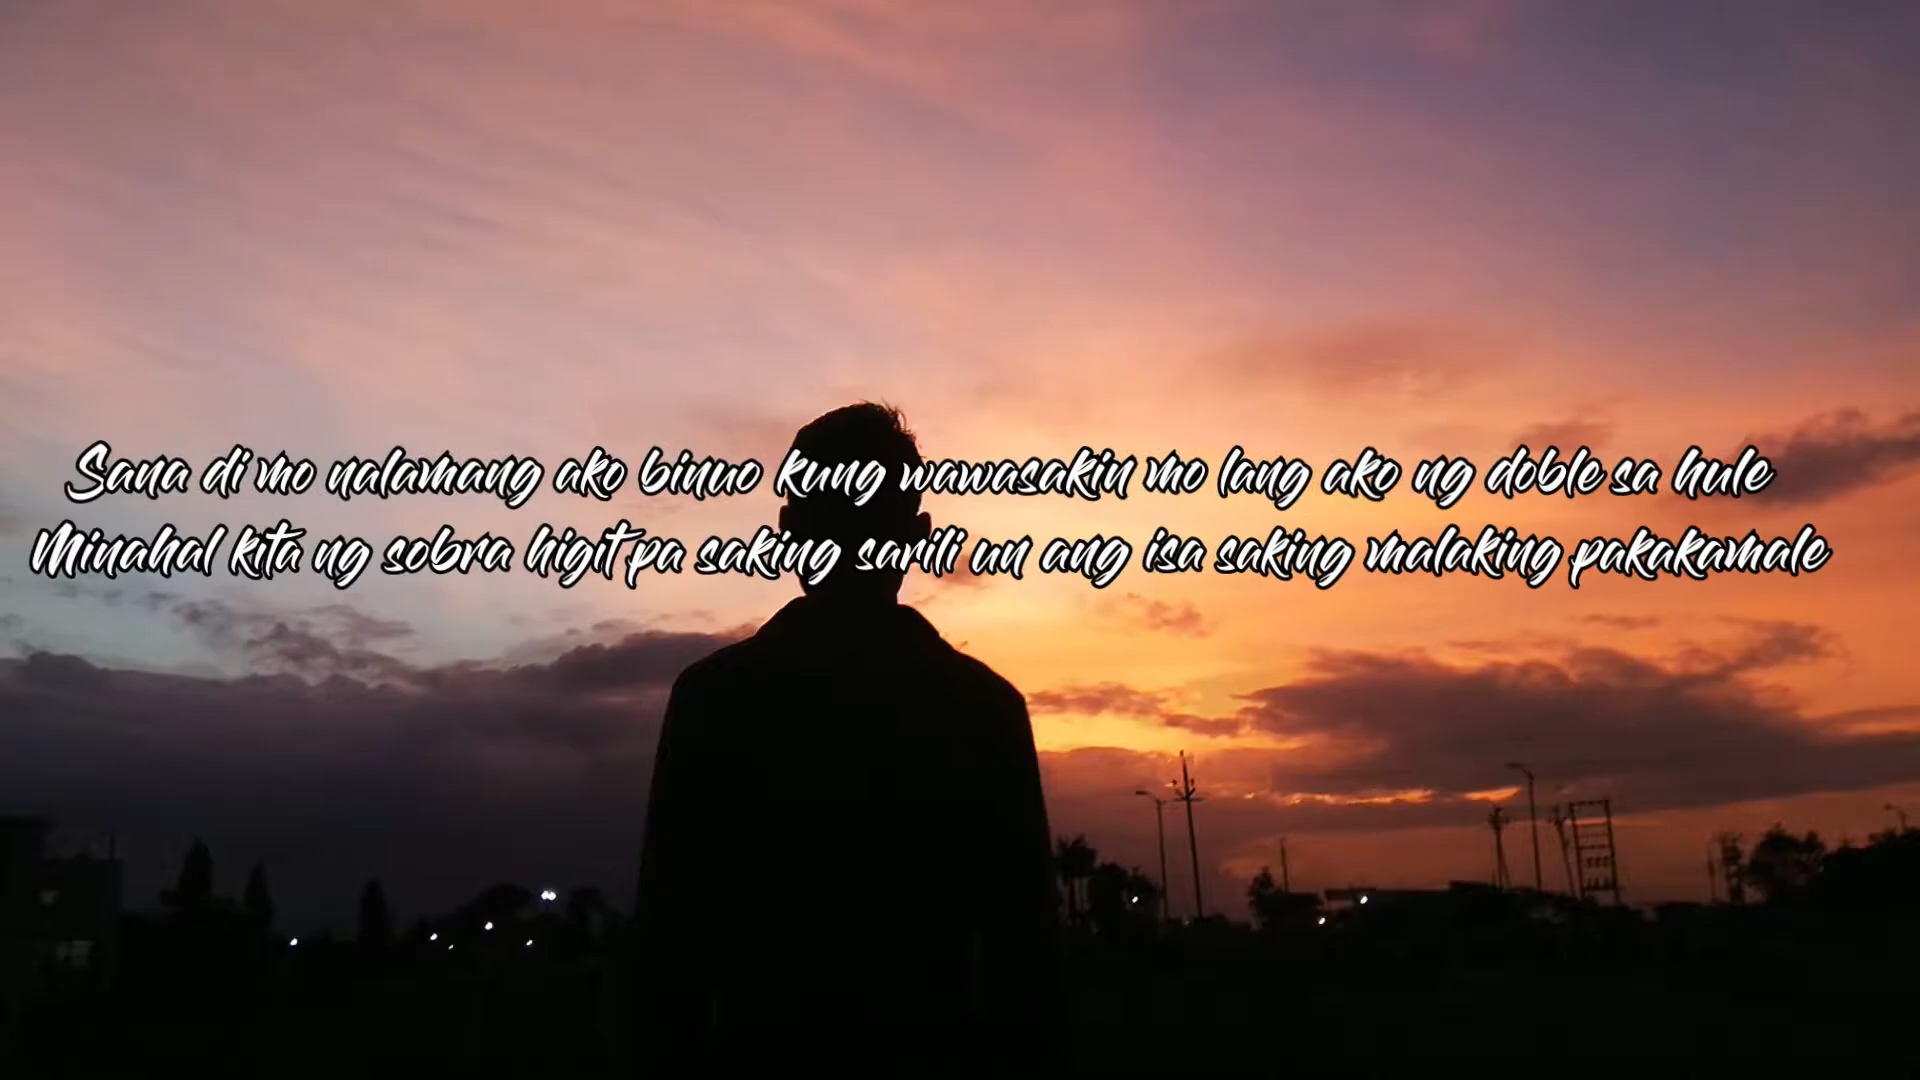 Sana di mo nalamang ako binuo kung wawasakin mo lang ako ng doble sa hule
Minahal kita ng sobra higit pa saking sarili un ang isa saking malaking pakakamale